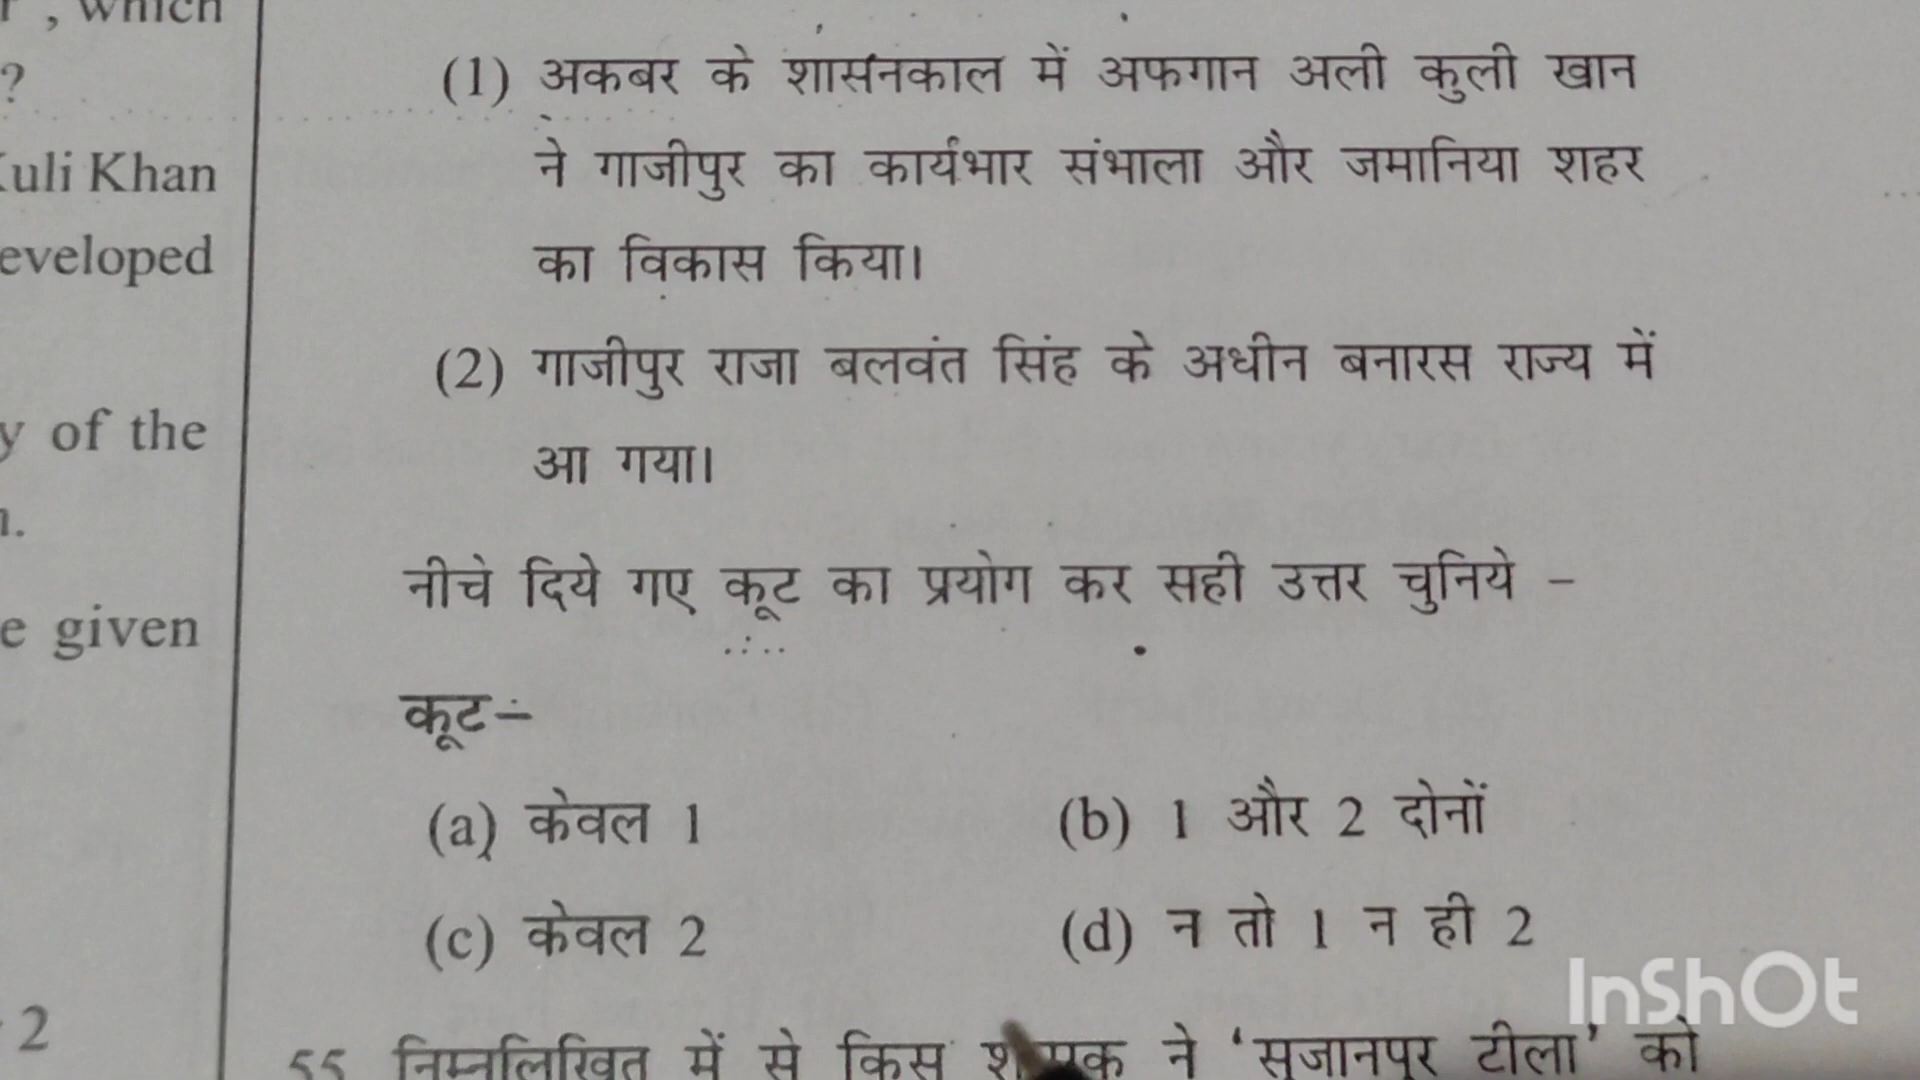 , which
?
Kuli Khan
eveloped
y of the
e given
2
(1) अकबर के शासनकाल में अफगान अली कुली खान
ने गाजीपुर का कार्यभार संभाला और जमानिया शहर
का विकास किया।
(2) गाजीपुर राजा बलवंत सिंह के अधीन बनारस राज्य में
आ गया।
नीचे दिये गए कूट का प्रयोग कर सही उत्तर चुनिये –
कूट:–
(a) केवल 1 (b) 1 और 2 दोनों
(c) केवल 2 (d) न तो 1 न ही 2
55 निम्नलिखित में से किस ने 'सुजानपुर टीला' को
InShOt